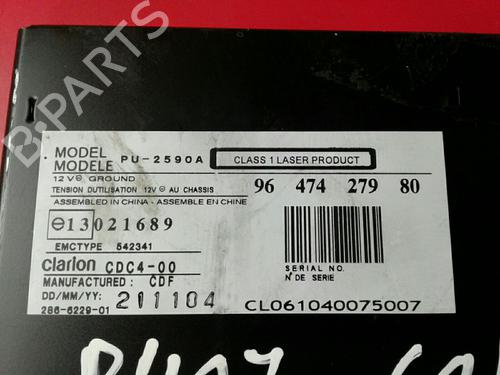 B-PARTS
MODEL
MODELE PU-2590A CLASS 1 LASER PRODUCT
12V⊖ GROUND
TENSION DUTILISATION 12V ⊖ AU CHASSIS
96 474 279 80
ASSEMBLED IN CHINA - ASSEMBLEE EN CHINE
e13 021689
EMCTYPE 542341
clarion CDC4-00
MANUFACTURED : CDF
DD/MM/YY: 211104
286-6229-01
SERIAL NO.
N° DE SERIE
CL061040075007